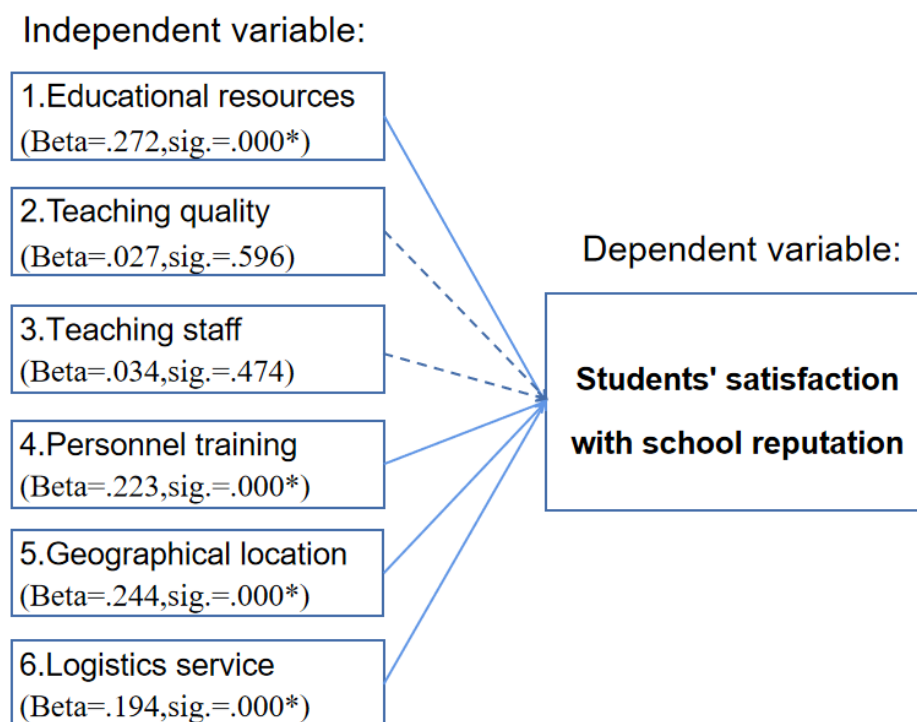 Independent variable:
1.Educational resources
(Beta=.272,sig.=.000*)
2.Teaching quality
(Beta=.027,sig.=.596)
3.Teaching staff
(Beta=.034,sig.=.474)
4.Personnel training
(Beta=.223,sig.=.000*)
5.Geographical location
(Beta=.244,sig.=.000*)
6.Logistics service
(Beta=.194,sig.=.000*)
Dependent variable:
Students' satisfaction
with school reputation